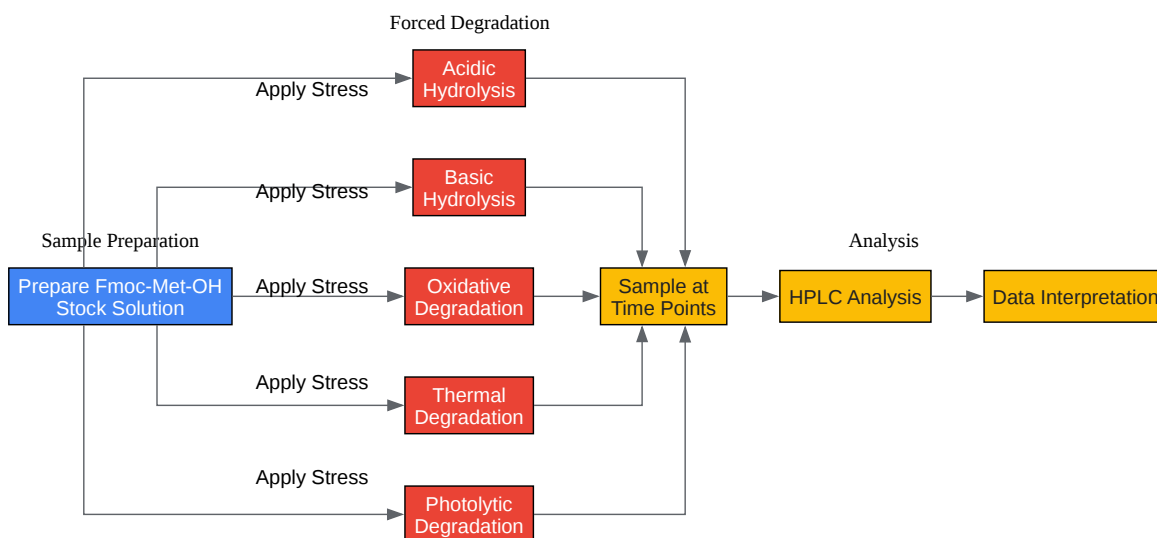 Forced Degradation
Acidic
Hydrolysis
Apply Stress
Basic
Hydrolysis
Apply Stress
Sample Preparation
Analysis
Prepare Fmoc-Met-OH
Stock Solution
Apply Stress
Oxidative
Degradation
Sample at
Time Points
HPLC Analysis
Data Interpretation
Apply Stress
Thermal
Degradation
Apply Stress
Photolytic
Degradation